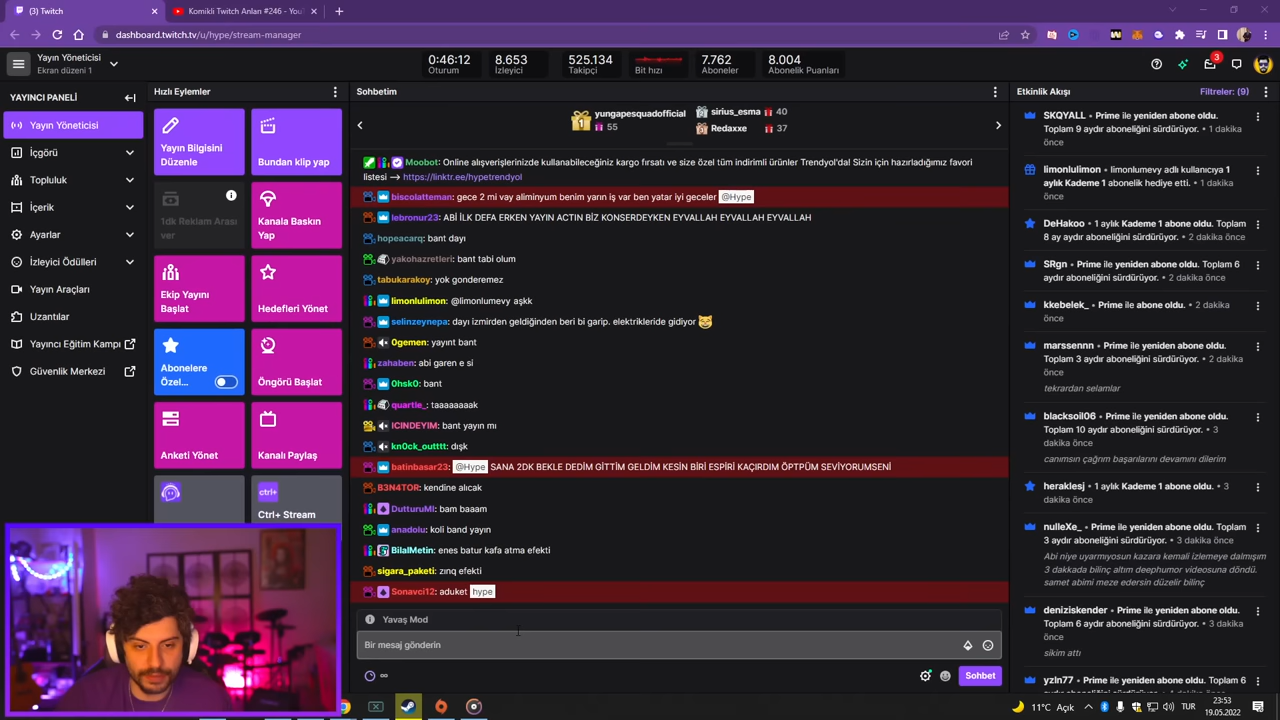 (3) Twitch
Komikli Twitch Anları #246 - You
dashboard.twitch.tv/u/hype/stream-manager
Yayın Yöneticisi
Ekran düzeni 1
0:46:12
Oturum
8.653
İzleyici
525.134
Takipçi
Bit hızı
7.762
Aboneler
8.004
Abonelik Puanları
3
YAYINCI PANELİ
Yayın Yöneticisi
İçgörü
Topluluk
İçerik
Ayarlar
İzleyici Ödülleri
Yayın Araçları
Uzantılar
Yayıncı Eğitim Kampı
Güvenlik Merkezi
Hızlı Eylemler
Yayın Bilgisini Düzenle
Bundan klip yap
1dk Reklam Arası ver
Kanala Baskın Yap
Ekip Yayını Başlat
Hedefleri Yönet
Abonelere Özel...
Öngörü Başlat
Anketi Yönet
Kanalı Paylaş
ctrl+
Ctrl+ Stream
Sohbetim
1
yungapesquadofficial
55
sirius_esma 40
Redaxxe 37
Moobot: Online alışverişlerinizde kullanabileceğiniz kargo fırsatı ve size özel tüm indirimli ürünler Trendyol'da! Sizin için hazırladığımız favori
listesi --> https://linktr.ee/hypetrendyol
biscolatteman: gece 2 mi vay aliminyum benim yarın iş var ben yatar iyi geceler @Hype
lebronur23: ABİ İLK DEFA ERKEN YAYIN ACTIN BİZ KONSERDEYKEN EYVALLAH EYVALLAH EYVALLAH
hopeacarq: bant dayı
yakohazretleri: bant tabi olum
tabukarakoy: yok gonderemez
limonlulimon: @limonlumevy aşkk
selinzeynepa: dayı izmirden geldiğinden beri bi garip. elektrikleride gidiyor
0gemen: yayınt bant
zahaben: abi garen e si
0hsk0: bant
quartie_: taaaaaaaak
ICINDEYIM: bant yayın mı
kn0ck_outttt: dışk
batinbasar23: @Hype SANA 2DK BEKLE DEDİM GİTTİM GELDİM KESİN BİRİ ESPİRİ KAÇIRDIM ÖPTPÜM SEVİYORUMSENİ
B3N4TOR: kendine alıcak
DutturuMl: bam baaam
anadolu: koli band yayın
BilalMetin: enes batur kafa atma efekti
sigara_paketi: zınq efekti
Sonavci12: aduket hype
Yavaş Mod
Bir mesaj gönderin
∞
Sohbet
Etkinlik Akışı
Filtreler: (9)
SKQYALL • Prime ile yeniden abone oldu.
Toplam 9 aydır aboneliğini sürdürüyor. • 1 dakika
önce
limonlulimon • limonlumevy adlı kullanıcıya 1
aylık Kademe 1 abonelik hediye etti. • 1 dakika
önce
DeHakoo • 1 aylık Kademe 1 abone oldu. Toplam
8 ay aydır aboneliğini sürdürüyor. • 2 dakika önce
SRgn • Prime ile yeniden abone oldu. Toplam 6
aydır aboneliğini sürdürüyor. • 2 dakika önce
kkebelek_ • Prime ile abone oldu. • 2 dakika
önce
marssennn • Prime ile yeniden abone oldu.
Toplam 3 aydır aboneliğini sürdürüyor. • 2 dakika
önce
tekrardan selamlar
blacksoil06 • Prime ile yeniden abone oldu.
Toplam 10 aydır aboneliğini sürdürüyor. • 3
dakika önce
canımsın çağrım başarılarını devamını dilerim
heraklesj • 1 aylık Kademe 1 abone oldu. • 3
dakika önce
nulleXe_ • Prime ile yeniden abone oldu. Toplam
3 aydır aboneliğini sürdürüyor. • 3 dakika önce
Abi niye uyarmıyosun kazara kemali izlemeye dalmışım
3 dakkada bilinç altım deephumor videosuna döndü.
samet abimi meze edersin düzelir bilinç
deniziskender • Prime ile yeniden abone oldu.
Toplam 6 aydır aboneliğini sürdürüyor. • 3 dakika
önce
sikim attı
yzln77 • Prime ile yeniden abone oldu. Toplam 6
11°C Açık
TUR
23:53
19.05.2022